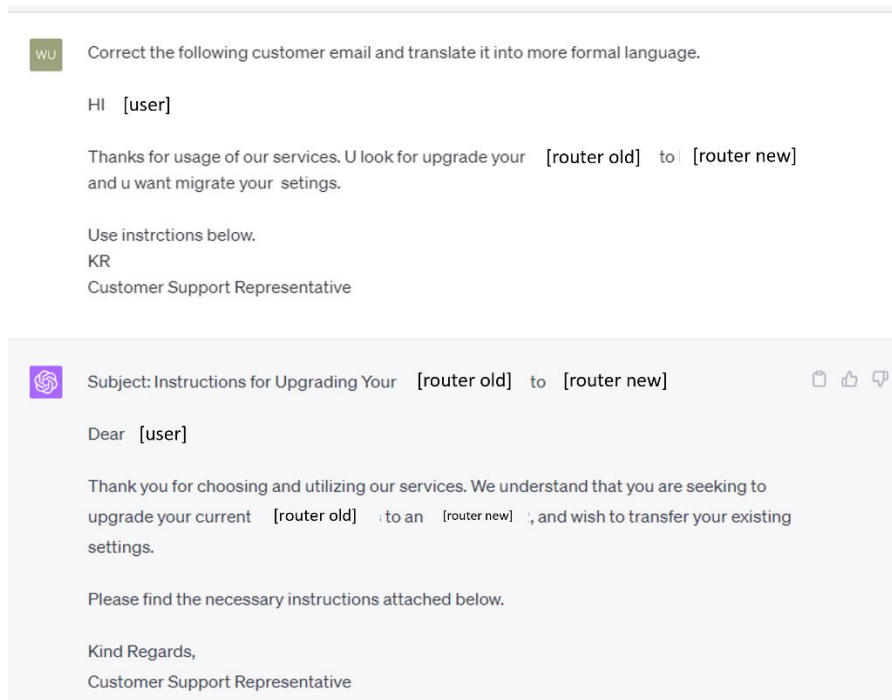 WU
Correct the following customer email and translate it into more formal language.
HI [user]
Thanks for usage of our services. U look for upgrade your [router old] to [router new]
and u want migrate your setings.
Use instrctions below.
KR
Customer Support Representative
Subject: Instructions for Upgrading Your [router old] to [router new]
Dear [user]
Thank you for choosing and utilizing our services. We understand that you are seeking to
upgrade your current [router old] to an [router new] , and wish to transfer your existing
settings.
Please find the necessary instructions attached below.
Kind Regards,
Customer Support Representative